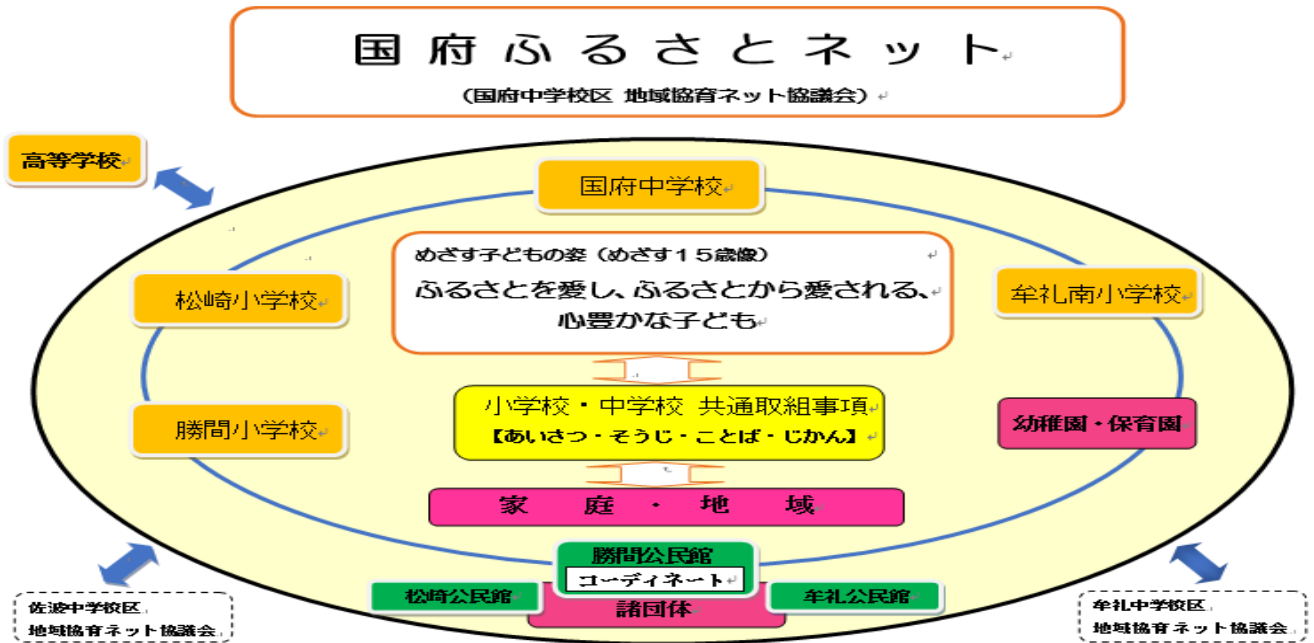 国府ふるさとネット
（国府中学校区 地域協育ネット協議会）
高等学校
国府中学校
めざす子どもの姿（めざす１５歳像）
ふるさとを愛し、ふるさとから愛される、
心豊かな子ども
松崎小学校
牟礼南小学校
小学校・中学校 共通取組事項
【あいさつ・そうじ・ことば・じかん】
勝間小学校
幼稚園・保育園
家庭・地域
勝間公民館
コーディネート
松崎公民館
牟礼公民館
諸団体
佐波中学校区
地域協育ネット協議会
牟礼中学校区
地域協育ネット協議会